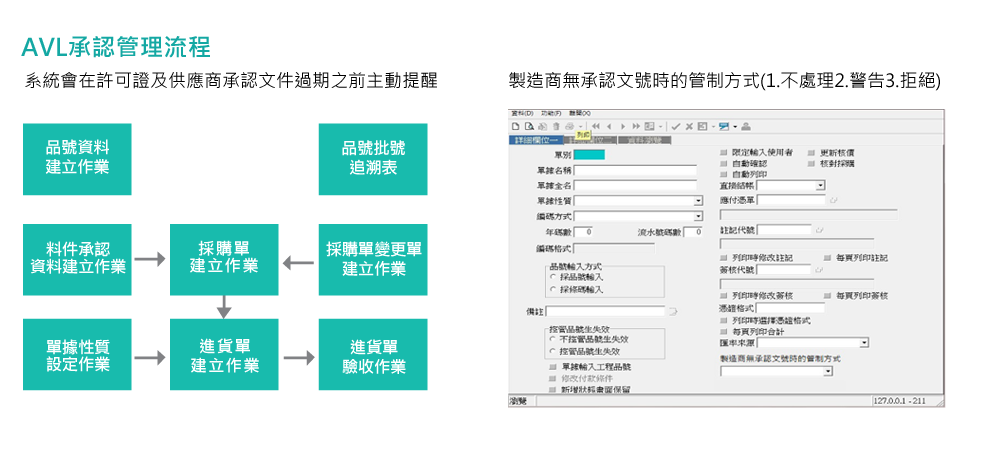 AVL承認管理流程
系統會在許可證及供應商承認文件過期之前主動提醒
品號資料
建立作業
品號批號
追溯表
料件承認
資料建立作業
採購單
建立作業
採購單變更單
建立作業
單據性質
設定作業
進貨單
建立作業
進貨單
驗收作業
製造商無承認文號時的管制方式(1.不處理2.警告3.拒絕)
資料(D) 功能(F) 離開(X)
列印
詳細欄位一 資料瀏覽
單別
單據名稱
單據全名
單據性質
編碼方式
年碼數 0 流水號碼數 0
編碼格式
品號輸入方式
採品號輸入
採條碼輸入
備註
控管品號生失效
不控管品號生失效
控管品號生失效
單據輸入工程品號
修改付款條件
新增狀態畫面保留
限定輸入使用者 更新核價
自動確認 核對採購
自動列印
直接結帳
應付憑單
註記代號
列印時修改註記 每頁列印註記
簽核代號
列印時修改簽核 每頁列印簽核
憑證格式
列印時選擇憑證格式
每頁列印合計
匯率來源
製造商無承認文號時的管制方式
瀏覽 127.0.0.1 - 211